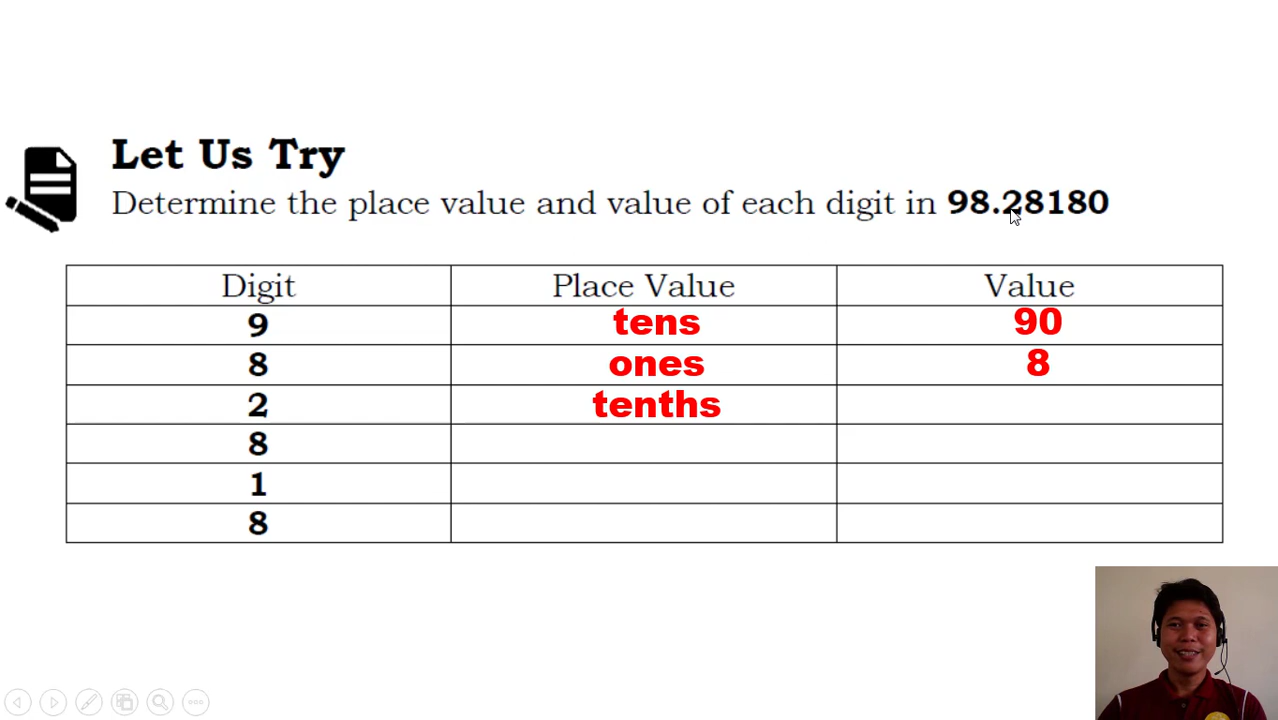 Let Us Try
Determine the place value and value of each digit in 98.28180
Digit Place Value Value
9 tens 90
8 ones 8
2 tenths
8
1
8